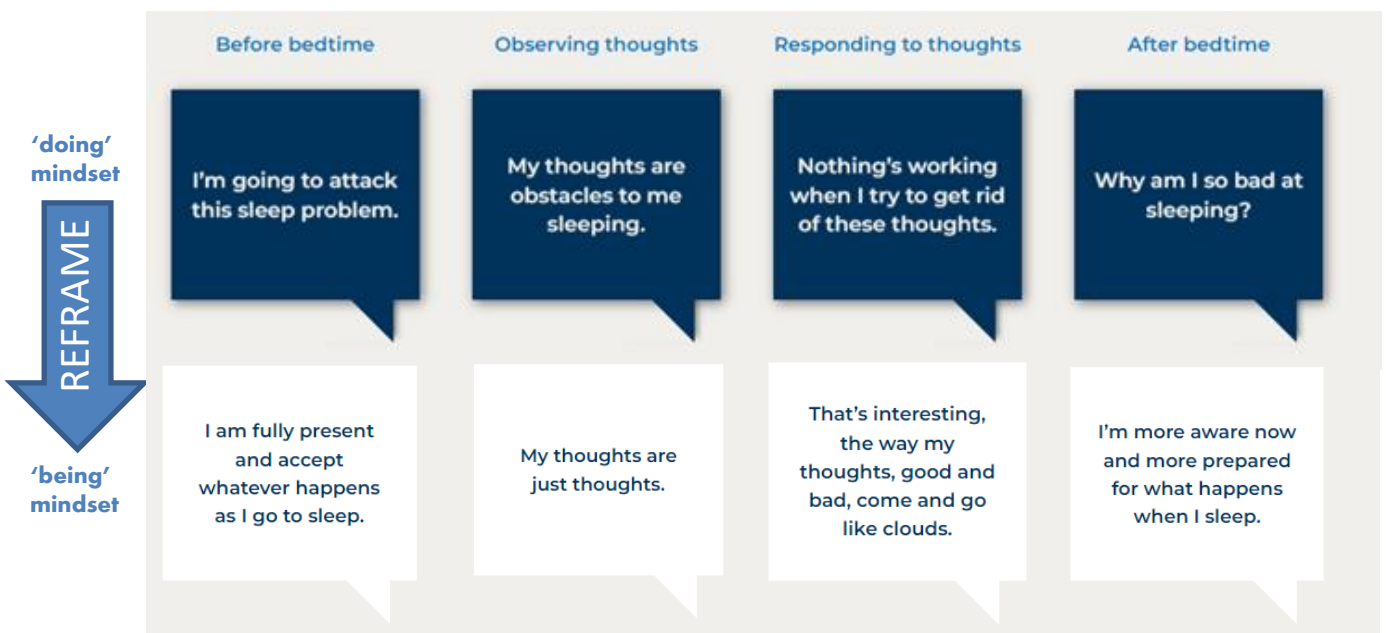 Before bedtime
Observing thoughts
Responding to thoughts
After bedtime
‘doing’
mindset
I'm going to attack
this sleep problem.
My thoughts are
obstacles to me
sleeping.
Nothing's working
when I try to get rid
of these thoughts.
Why am I so bad at
sleeping?
REFRAME
‘being’
mindset
I am fully present
and accept
whatever happens
as I go to sleep.
My thoughts are
just thoughts.
That's interesting,
the way my
thoughts, good and
bad, come and go
like clouds.
I'm more aware now
and more prepared
for what happens
when I sleep.